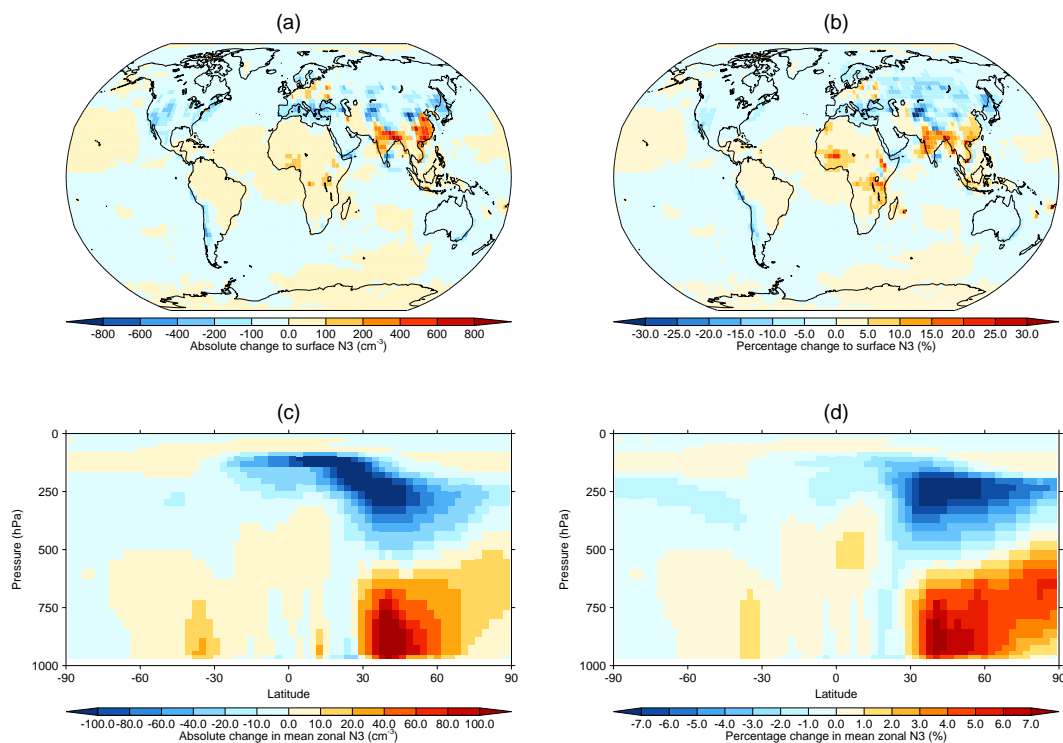 (a)
(b)
-800 -600 -400 -200 -100 0.0 100 200 400 600 800
Absolute change to surface N3 (cm-3)
-30.0 -25.0 -20.0 -15.0 -10.0 -5.0 0.0 5.0 10.0 15.0 20.0 25.0 30.0
Percentage change to surface N3 (%)
(c)
(d)
0
250
500
750
1000
Pressure (hPa)
-90 -60 -30 0 30 60 90
Latitude
-100.0 -80.0 -60.0 -40.0 -20.0 -10.0 0.0 10.0 20.0 40.0 60.0 80.0 100.0
Absolute change in mean zonal N3 (cm-3)
0
250
500
750
1000
Pressure (hPa)
-90 -60 -30 0 30 60 90
Latitude
-7.0 -6.0 -5.0 -4.0 -3.0 -2.0 -1.0 0.0 1.0 2.0 3.0 4.0 5.0 6.0 7.0
Percentage change in mean zonal N3 (%)